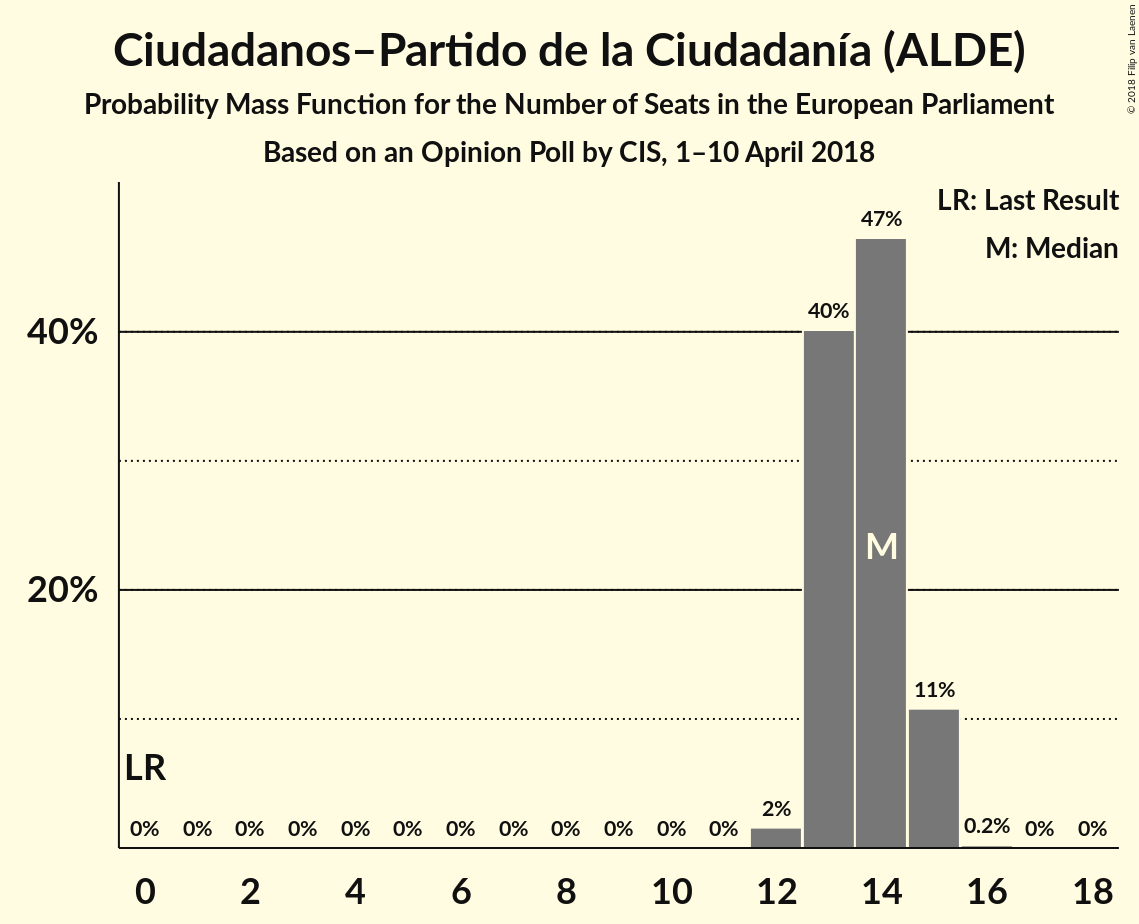 Ciudadanos–Partido de la Ciudadanía (ALDE)
Probability Mass Function for the Number of Seats in the European Parliament
Based on an Opinion Poll by CIS, 1–10 April 2018
© 2018 Filip van Laenen
LR: Last Result
M: Median
47%
40%
40%
M
20%
11%
LR
2%
0% 0% 0% 0% 0% 0% 0% 0% 0% 0% 0% 0% 0.2% 0% 0%
0 2 4 6 8 10 12 14 16 18